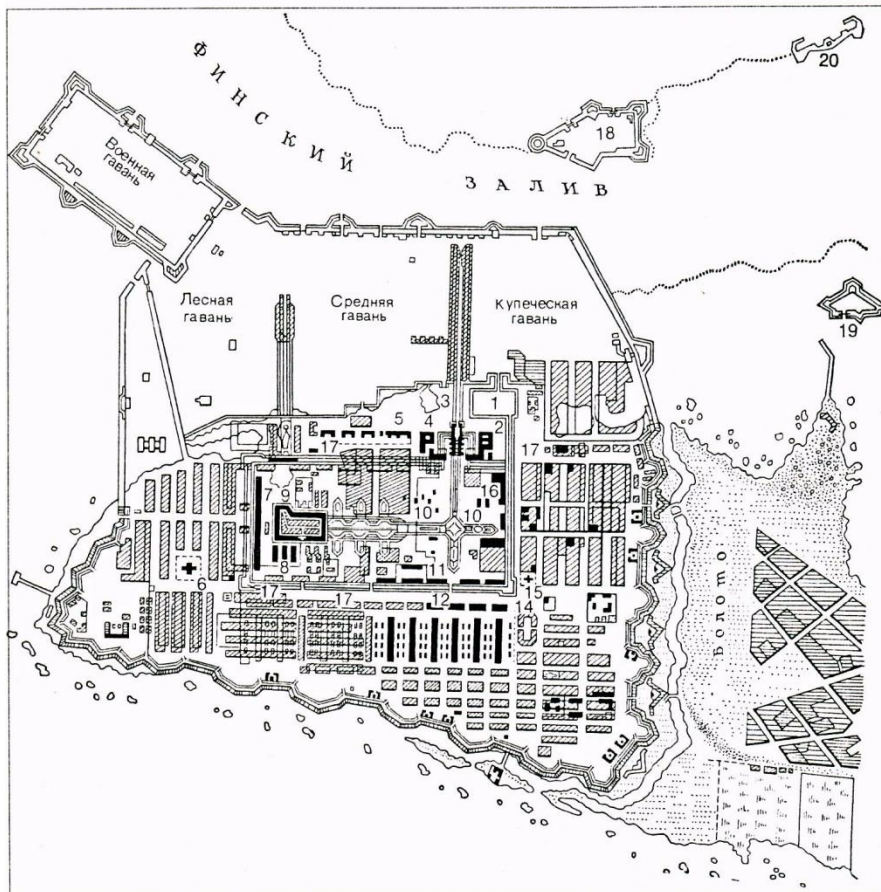 ФИНСКИЙ
ЗАЛИВ
20
18
Военная
гавань
19
Лесная
гавань
Средняя
гавань
Купеческая
гавань
3
1
5
4
2
17
17
7
9
16
10
10
8
11
6
15
17
17
12
14
Болото